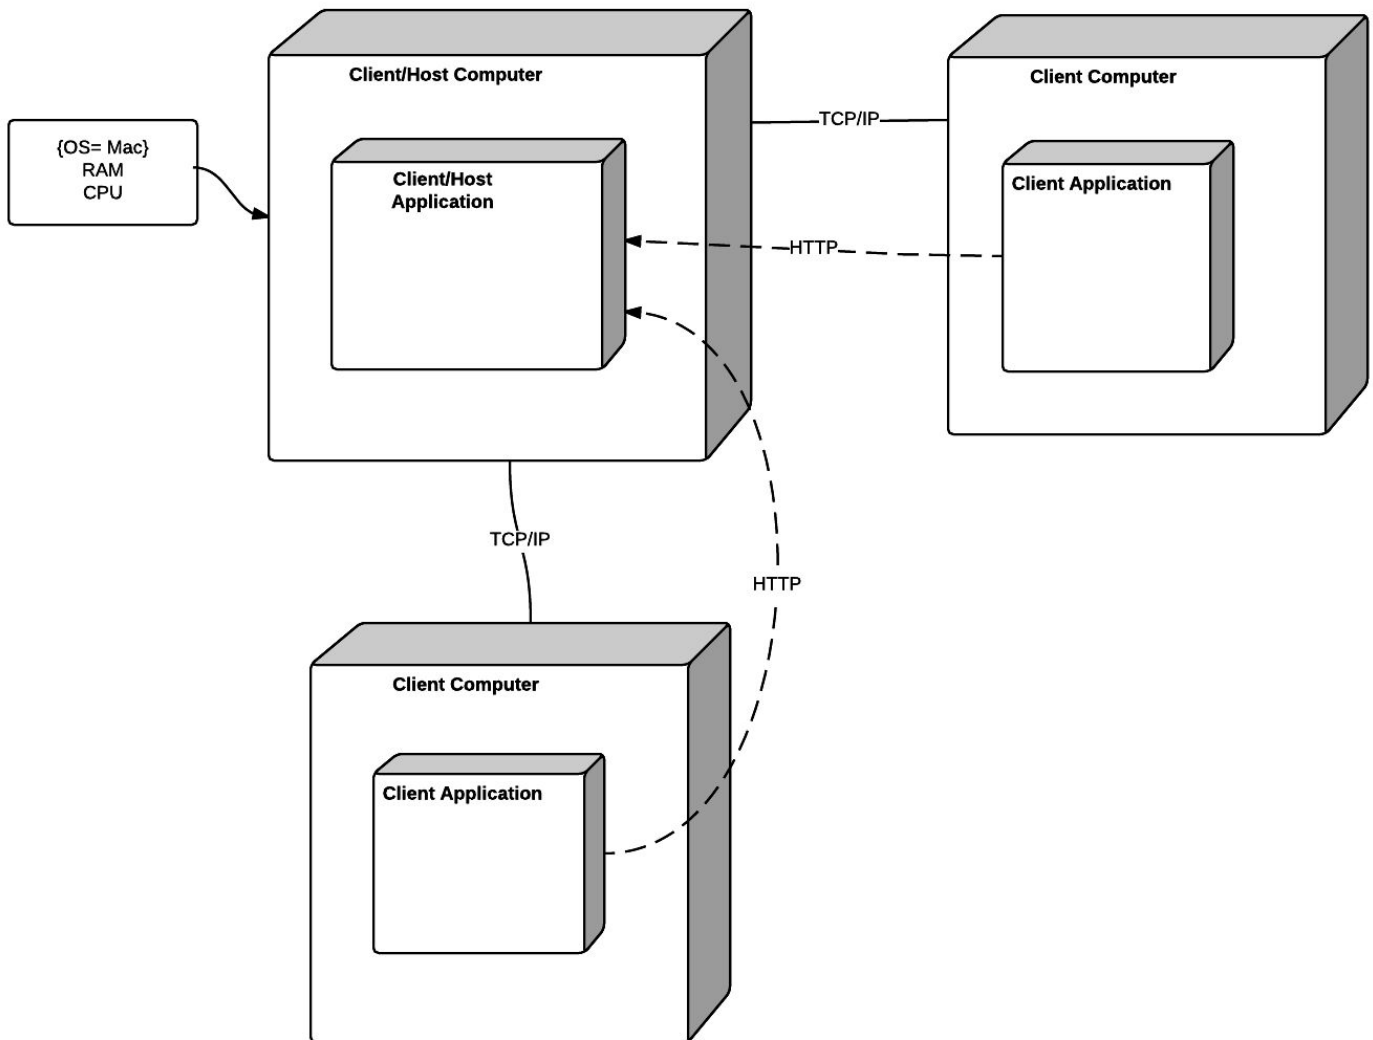 Client/Host Computer
Client Computer
TCP/IP
{OS= Mac}
RAM
CPU
Client/Host
Application
Client Application
HTTP
TCP/IP
HTTP
Client Computer
Client Application